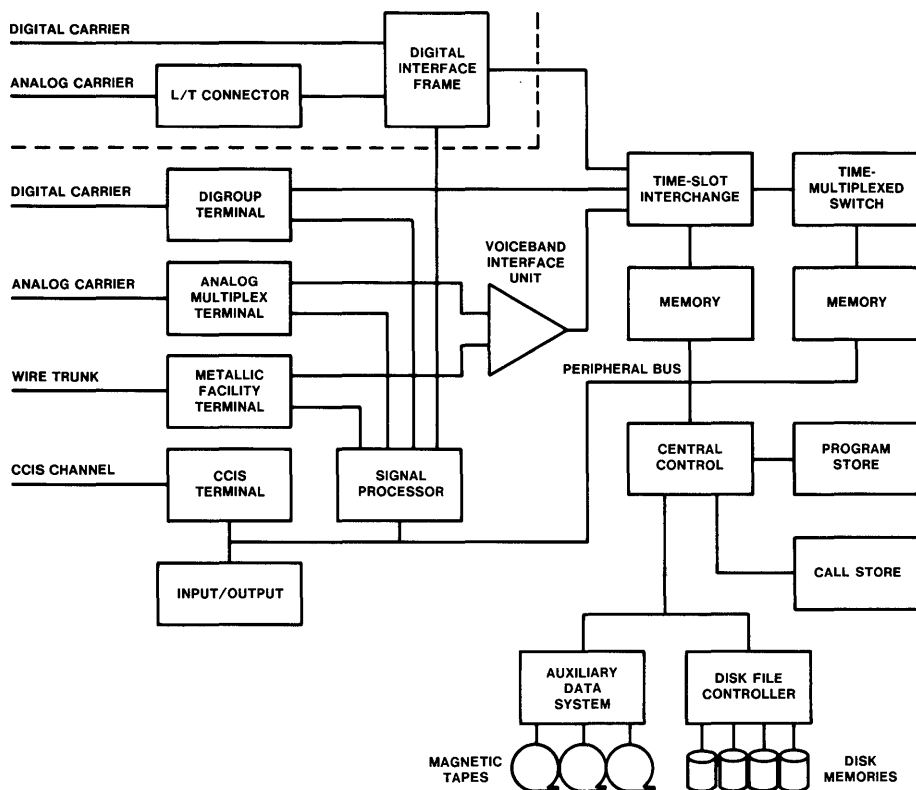 DIGITAL CARRIER
DIGITAL
INTERFACE
FRAME
ANALOG CARRIER
L/T CONNECTOR
DIGITAL CARRIER
DIGROUP
TERMINAL
TIME-SLOT
INTERCHANGE
TIME-
MULTIPLEXED
SWITCH
ANALOG CARRIER
ANALOG
MULTIPLEX
TERMINAL
VOICEBAND
INTERFACE
UNIT
MEMORY
MEMORY
WIRE TRUNK
METALLIC
FACILITY
TERMINAL
PERIPHERAL BUS
CCIS CHANNEL
CCIS
TERMINAL
SIGNAL
PROCESSOR
CENTRAL
CONTROL
PROGRAM
STORE
INPUT/OUTPUT
CALL STORE
AUXILIARY
DATA
SYSTEM
DISK FILE
CONTROLLER
MAGNETIC
TAPES
DISK
MEMORIES